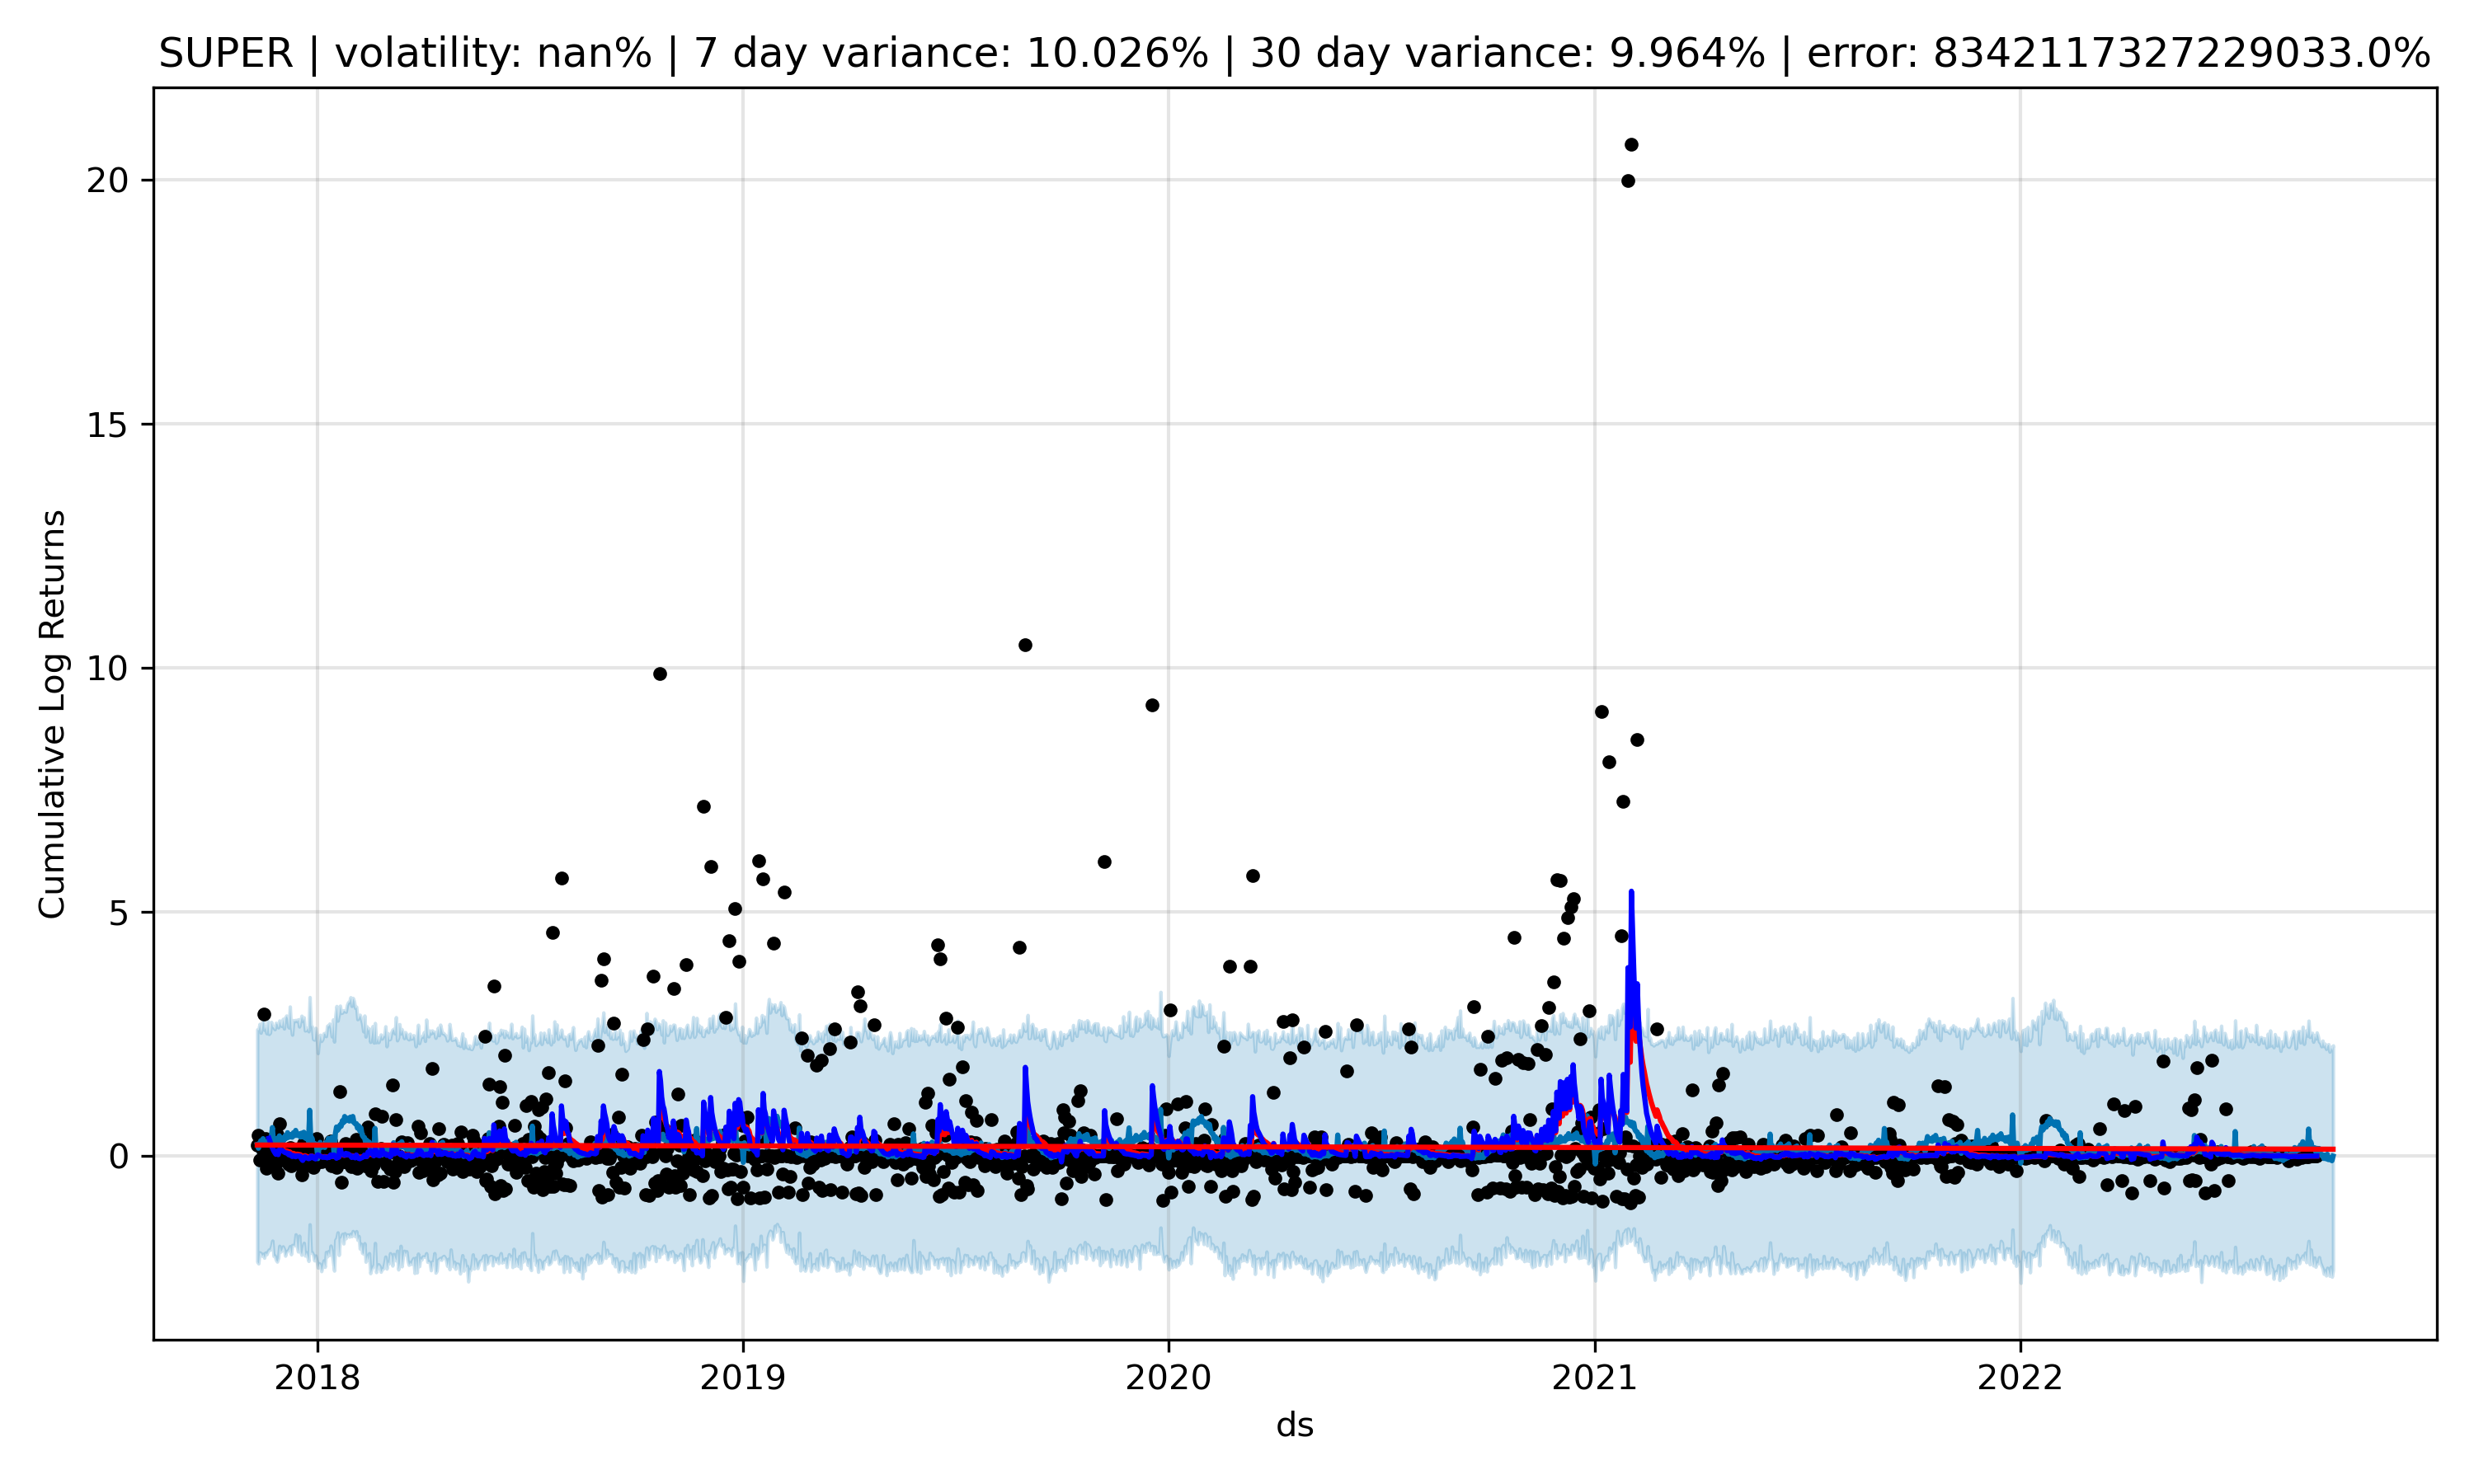 SUPER | volatility: nan% | 7 day variance: 10.026% | 30 day variance: 9.964% | error: 8342117327229033.0%
Cumulative Log Returns
20
15
10
5
0
2018 2019 2020 2021 2022
ds